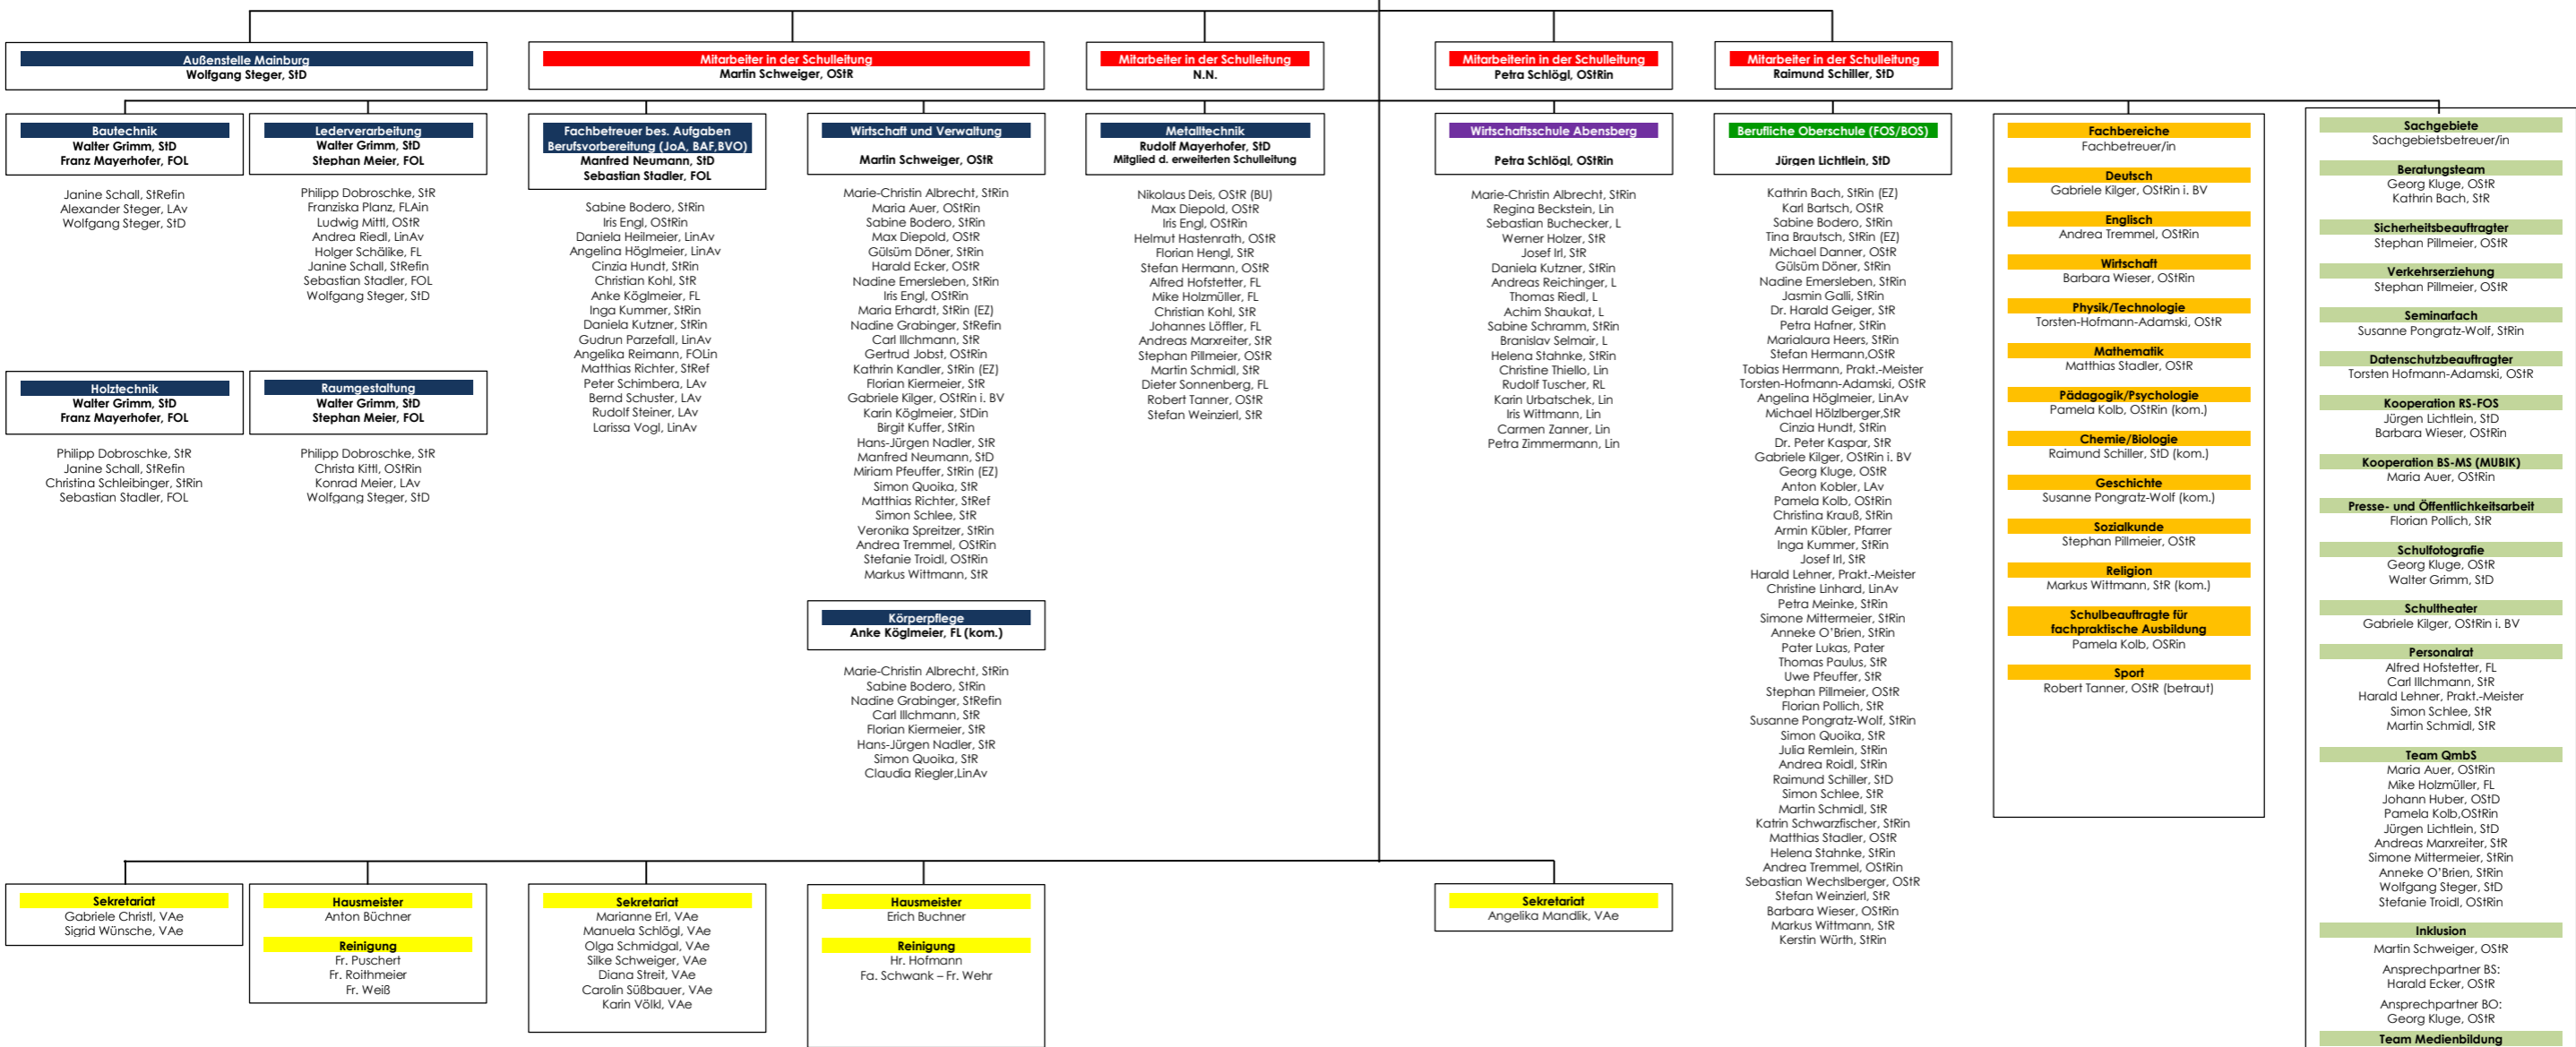 Außenstelle Mainburg
Wolfgang Steger, StD
Mitarbeiter in der Schulleitung
Martin Schweiger, OStR
Mitarbeiter in der Schulleitung
N.N.
Mitarbeiterin in der Schulleitung
Petra Schlögl, OStRin
Mitarbeiter in der Schulleitung
Raimund Schiller, StD
Bautechnik
Walter Grimm, StD
Franz Mayerhofer, FOL
Janine Schall, StRefin
Alexander Steger, LAv
Wolfgang Steger, StD
Lederverarbeitung
Walter Grimm, StD
Stephan Meier, FOL
Philipp Dobroschke, StR
Franziska Planz, FLAin
Ludwig Mittl, OStR
Andrea Riedl, LinAv
Holger Schälike, FL
Janine Schall, StRefin
Sebastian Stadler, FOL
Wolfgang Steger, StD
Holztechnik
Walter Grimm, StD
Franz Mayerhofer, FOL
Philipp Dobroschke, StR
Janine Schall, StRefin
Christina Schleibinger, StRin
Sebastian Stadler, FOL
Raumgestaltung
Walter Grimm, StD
Stephan Meier, FOL
Philipp Dobroschke, StR
Christa Kittl, OStRin
Konrad Meier, LAv
Wolfgang Steger, StD
Fachbetreuer bes. Aufgaben
Berufsvorbereitung (JoA, BAF,BVO)
Manfred Neumann, StD
Sebastian Stadler, FOL
Sabine Bodero, StRin
Iris Engl, OStRin
Daniela Heilmeier, LinAv
Angelina Höglmeier, LinAv
Cinzia Hundt, StRin
Christian Kohl, StR
Anke Köglmeier, FL
Inga Kummer, StRin
Daniela Kutzner, StRin
Gudrun Parzefall, LinAv
Angelika Reimann, FOLin
Matthias Richter, StRef
Peter Schimbera, LAv
Bernd Schuster, LAv
Rudolf Steiner, LAv
Larissa Vogl, LinAv
Wirtschaft und Verwaltung
Martin Schweiger, OStR
Marie-Christin Albrecht, StRin
Maria Auer, OStRin
Sabine Bodero, StRin
Max Diepold, OStR
Gülsüm Döner, StRin
Harald Ecker, OStR
Nadine Emersleben, StRin
Iris Engl, OStRin
Maria Erhardt, StRin (EZ)
Nadine Grabinger, StRefin
Carl Illchmann, StR
Gertrud Jobst, OStRin
Kathrin Kandler, StRin (EZ)
Florian Kiermeier, StR
Gabriele Kilger, OStRin i. BV
Karin Köglmeier, StDin
Birgit Kuffer, StRin
Hans-Jürgen Nadler, StR
Manfred Neumann, StD
Miriam Pfeuffer, StRin (EZ)
Simon Quoika, StR
Matthias Richter, StRef
Simon Schlee, StR
Veronika Spreitzer, StRin
Andrea Tremmel, OStRin
Stefanie Troidl, OStRin
Markus Wittmann, StR
Körperpflege
Anke Köglmeier, FL (kom.)
Marie-Christin Albrecht, StRin
Sabine Bodero, StRin
Nadine Grabinger, StRefin
Carl Illchmann, StR
Florian Kiermeier, StR
Hans-Jürgen Nadler, StR
Simon Quoika, StR
Claudia Riegler,LinAv
Metalltechnik
Rudolf Mayerhofer, StD
Mitglied d. erweiterten Schulleitung
Nikolaus Deis, OStR (BU)
Max Diepold, OStR
Iris Engl, OStRin
Helmut Hastenrath, OStR
Florian Hengl, StR
Stefan Hermann, OStR
Alfred Hofstetter, FL
Mike Holzmüller, FL
Christian Kohl, StR
Johannes Löffler, FL
Andreas Marxreiter, StR
Stephan Pillmeier, OStR
Martin Schmidl, StR
Dieter Sonnenberg, FL
Robert Tanner, OStR
Stefan Weinzierl, StR
Wirtschaftsschule Abensberg
Petra Schlögl, OStRin
Marie-Christin Albrecht, StRin
Regina Beckstein, Lin
Sebastian Buchecker, L
Werner Holzer, StR
Josef Irl, StR
Daniela Kutzner, StRin
Andreas Reichinger, L
Thomas Riedl, L
Achim Shaukat, L
Sabine Schramm, StRin
Branislav Selmair, L
Helena Stahnke, StRin
Christine Thiello, Lin
Rudolf Tuscher, RL
Karin Urbatschek, Lin
Iris Wittmann, Lin
Carmen Zanner, Lin
Petra Zimmermann, Lin
Berufliche Oberschule (FOS/BOS)
Jürgen Lichtlein, StD
Kathrin Bach, StRin (EZ)
Karl Bartsch, OStR
Sabine Bodero, StRin
Tina Brautsch, StRin (EZ)
Michael Danner, OStR
Gülsüm Döner, StRin
Nadine Emersleben, StRin
Jasmin Galli, StRin
Dr. Harald Geiger, StR
Petra Hafner, StRin
Marialaura Heers, StRin
Stefan Hermann,OStR
Tobias Herrmann, Prakt.-Meister
Torsten-Hofmann-Adamski, OStR
Angelina Höglmeier, LinAv
Michael Hölzlberger,StR
Cinzia Hundt, StRin
Dr. Peter Kaspar, StR
Gabriele Kilger, OStRin i. BV
Georg Kluge, OStR
Anton Kobler, LAv
Pamela Kolb, OStRin
Christina Krauß, StRin
Armin Kübler, Pfarrer
Inga Kummer, StRin
Josef Irl, StR
Harald Lehner, Prakt.-Meister
Christine Linhard, LinAv
Petra Meinke, StRin
Simone Mittermeier, StRin
Anneke O'Brien, StRin
Pater Lukas, Pater
Thomas Paulus, StR
Uwe Pfeuffer, StR
Stephan Pillmeier, OStR
Florian Pollich, StR
Susanne Pongratz-Wolf, StRin
Simon Quoika, StR
Julia Remlein, StRin
Andrea Roidl, StRin
Raimund Schiller, StD
Simon Schlee, StR
Martin Schmidl, StR
Katrin Schwarzfischer, StRin
Matthias Stadler, OStR
Helena Stahnke, StRin
Andrea Tremmel, OStRin
Sebastian Wechslberger, OStR
Stefan Weinzierl, StR
Barbara Wieser, OStRin
Markus Wittmann, StR
Kerstin Würth, StRin
Fachbereiche
Fachbetreuer/in
Deutsch
Gabriele Kilger, OStRin i. BV
Englisch
Andrea Tremmel, OStRin
Wirtschaft
Barbara Wieser, OStRin
Physik/Technologie
Torsten-Hofmann-Adamski, OStR
Mathematik
Matthias Stadler, OStR
Pädagogik/Psychologie
Pamela Kolb, OStRin (kom.)
Chemie/Biologie
Raimund Schiller, StD (kom.)
Geschichte
Susanne Pongratz-Wolf (kom.)
Sozialkunde
Stephan Pillmeier, OStR
Religion
Markus Wittmann, StR (kom.)
Schulbeauftragte für
fachpraktische Ausbildung
Pamela Kolb, OSRin
Sport
Robert Tanner, OStR (betraut)
Sachgebiete
Sachgebietsbetreuer/in
Beratungsteam
Georg Kluge, OStR
Kathrin Bach, StR
Sicherheitsbeauftragter
Stephan Pillmeier, OStR
Verkehrserziehung
Stephan Pillmeier, OStR
Seminarfach
Susanne Pongratz-Wolf, StRin
Datenschutzbeauftragter
Torsten Hofmann-Adamski, OStR
Kooperation RS-FOS
Jürgen Lichtlein, StD
Barbara Wieser, OStRin
Kooperation BS-MS (MUBIK)
Maria Auer, OStRin
Presse- und Öffentlichkeitsarbeit
Florian Pollich, StR
Schulfotografie
Georg Kluge, OStR
Walter Grimm, StD
Schultheater
Gabriele Kilger, OStRin i. BV
Personalrat
Alfred Hofstetter, FL
Carl Illchmann, StR
Harald Lehner, Prakt.-Meister
Simon Schlee, StR
Martin Schmidl, StR
Team QmbS
Maria Auer, OStRin
Mike Holzmüller, FL
Johann Huber, OStD
Pamela Kolb,OStRin
Jürgen Lichtlein, StD
Andreas Marxreiter, StR
Simone Mittermeier, StRin
Anneke O'Brien, StRin
Wolfgang Steger, StD
Stefanie Troidl, OStRin
Inklusion
Martin Schweiger, OStR
Ansprechpartner BS:
Harald Ecker, OStR
Ansprechpartner BO:
Georg Kluge, OStR
Team Medienbildung
Sekretariat
Gabriele Christl, VAe
Sigrid Wünsche, VAe
Hausmeister
Anton Büchner
Reinigung
Fr. Puschert
Fr. Roithmeier
Fr. Weiß
Sekretariat
Marianne Erl, VAe
Manuela Schlögl, VAe
Olga Schmidgal, VAe
Silke Schweiger, VAe
Diana Streit, VAe
Carolin Süßbauer, VAe
Karin Völkl, VAe
Hausmeister
Erich Buchner
Reinigung
Hr. Hofmann
Fa. Schwank – Fr. Wehr
Sekretariat
Angelika Mandlik, VAe